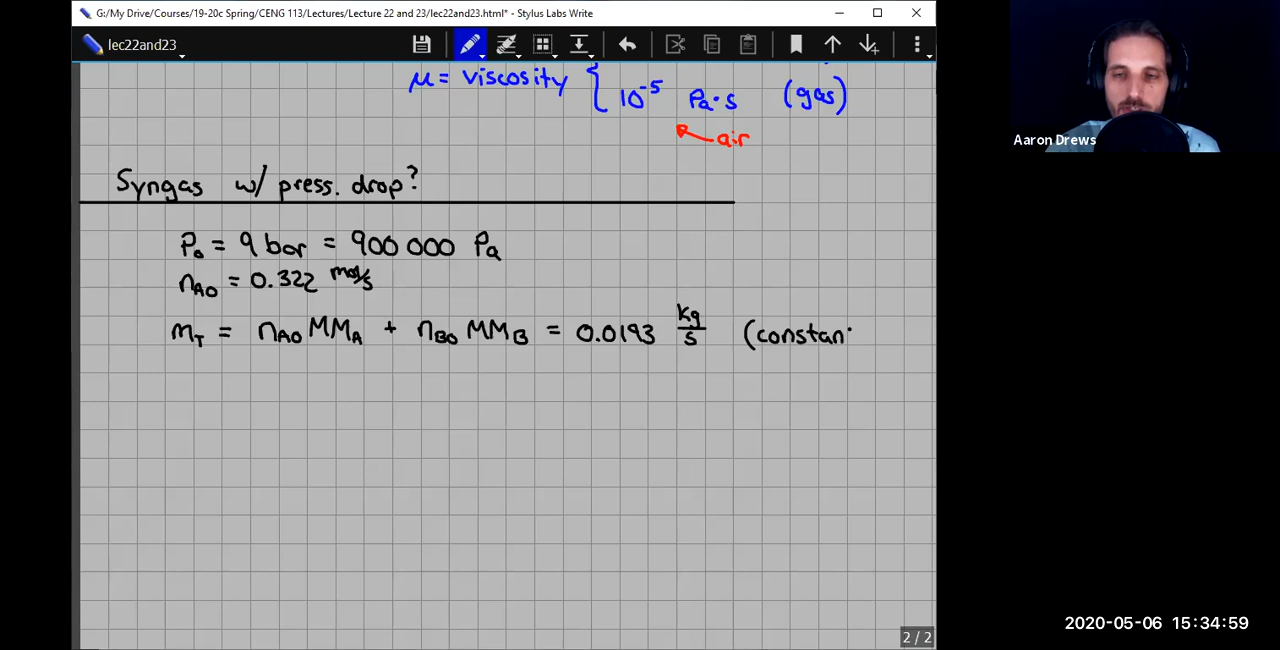 G:/My Drive/Courses/19-20c Spring/CENG 113/Lectures/Lecture 22 and 23/lec22and23.html* - Stylus Labs Write
lec22and23
μ = viscosity { 10⁻⁵ Pa·s (gas)
air
Syngas w/ press. drop?
P₀ = 9 bar = 900 000 Pa
n_A0 = 0.322 mol/s
m_T = n_A0 MM_A + n_B0 MM_B = 0.0193 kg/s (constan
2 / 2
Aaron Drews
2020-05-06 15:34:59